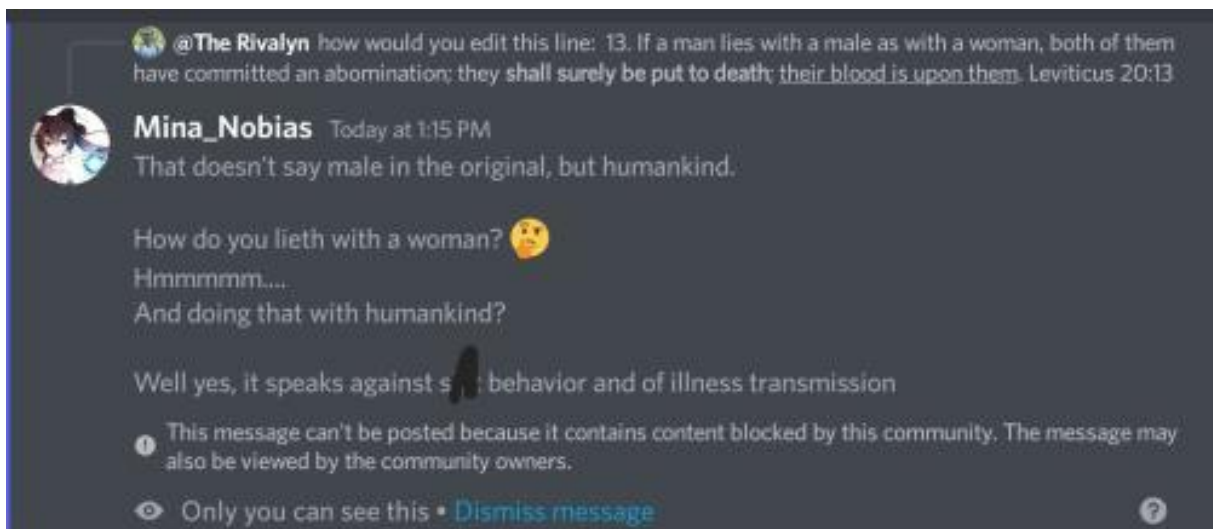 @The Rivalyn how would you edit this line: 13. If a man lies with a male as with a woman, both of them
have committed an abomination; they shall surely be put to death; their blood is upon them. Leviticus 20:13
Mina_Nobias Today at 1:15 PM
That doesn't say male in the original, but humankind.
How do you lieth with a woman? 🤔
Hmmmmm....
And doing that with humankind?
Well yes, it speaks against behavior and of illness transmission
This message can't be posted because it contains content blocked by this community. The message may
also be viewed by the community owners.
Only you can see this • Dismiss message